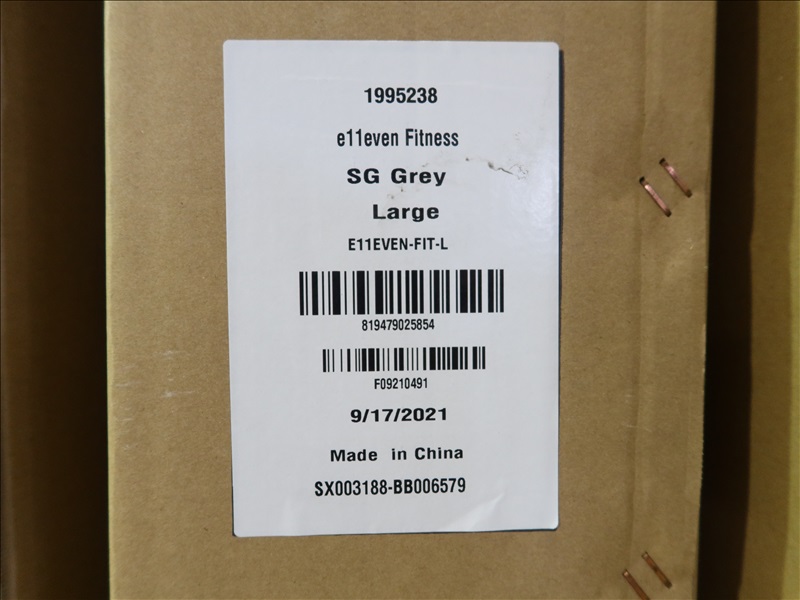 1995238
e11even Fitness
SG Grey
Large
E11EVEN-FIT-L
819479025854
F09210491
9/17/2021
Made in China
SX003188-BB006579